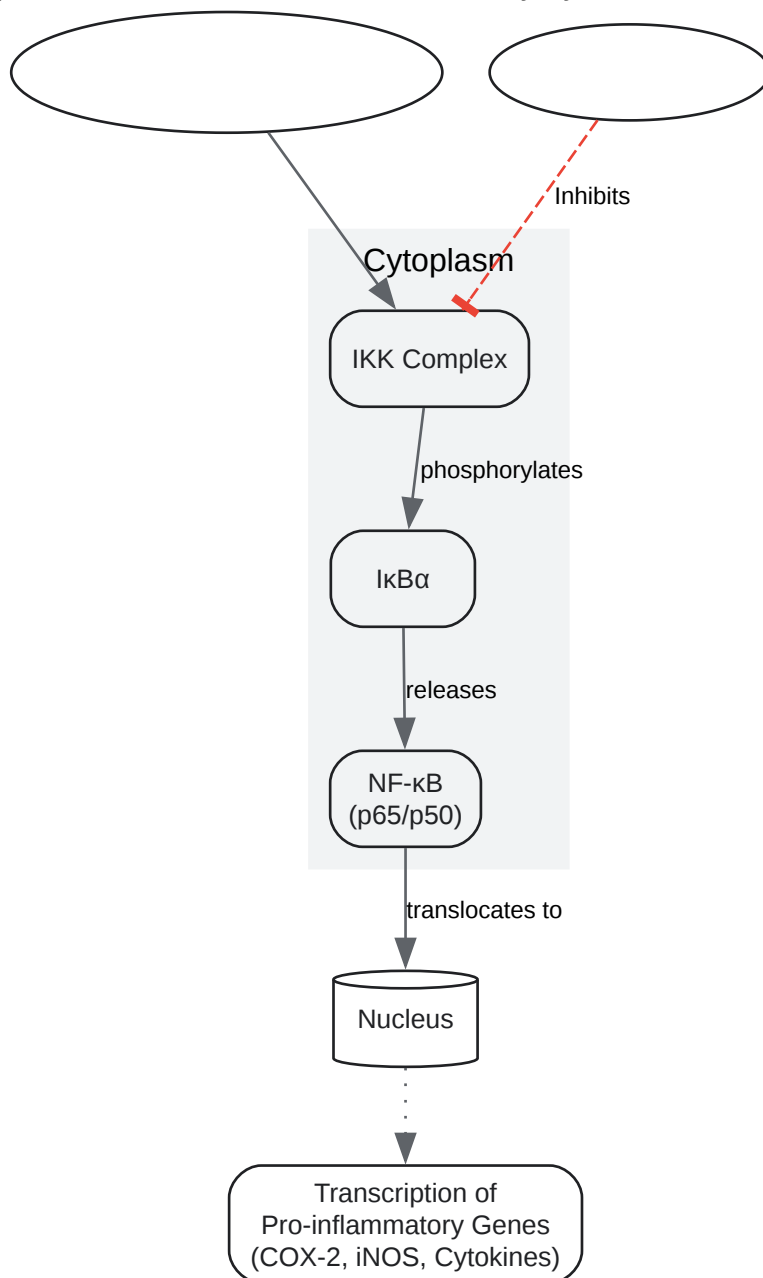 Inhibits
Cytoplasm
IKK Complex
phosphorylates
IκBα
releases
NF-κB
(p65/p50)
translocates to
Nucleus
Transcription of
Pro-inflammatory Genes
(COX-2, iNOS, Cytokines)